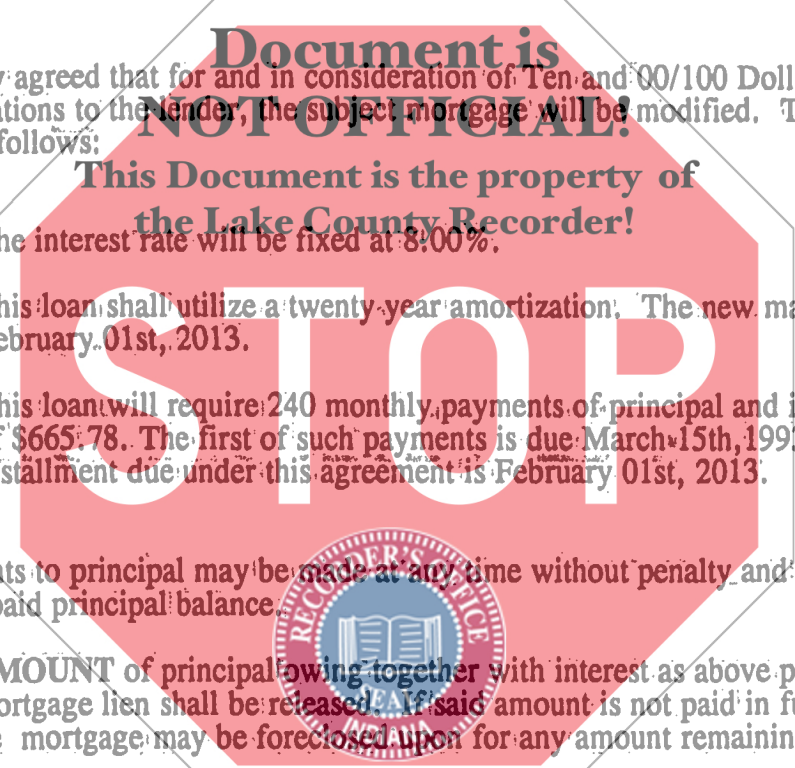 Document is
y agreed that for and in consideration of Ten and 00/100 Doll
ations to the lender, the subject mortgage will be modified. T
NOT OFFICIAL!
follows:
This Document is the property of
the Lake County Recorder!
he interest rate will be fixed at 8.00%.
his loan shall utilize a twenty year amortization. The new ma
ebruary 01st, 2013.
STOP
his loan will require 240 monthly payments of principal and i
f $665.78. The first of such payments is due March 15th, 199
stallment due under this agreement is February 01st, 2013.
nts to principal may be made at any time without penalty and
paid principal balance.
RECORDER'S OFFICE
SEAL
INDIANA
MOUNT of principal owing together with interest as above p
ortgage lien shall be released. If said amount is not paid in fu
e mortgage may be foreclosed upon for any amount remainin